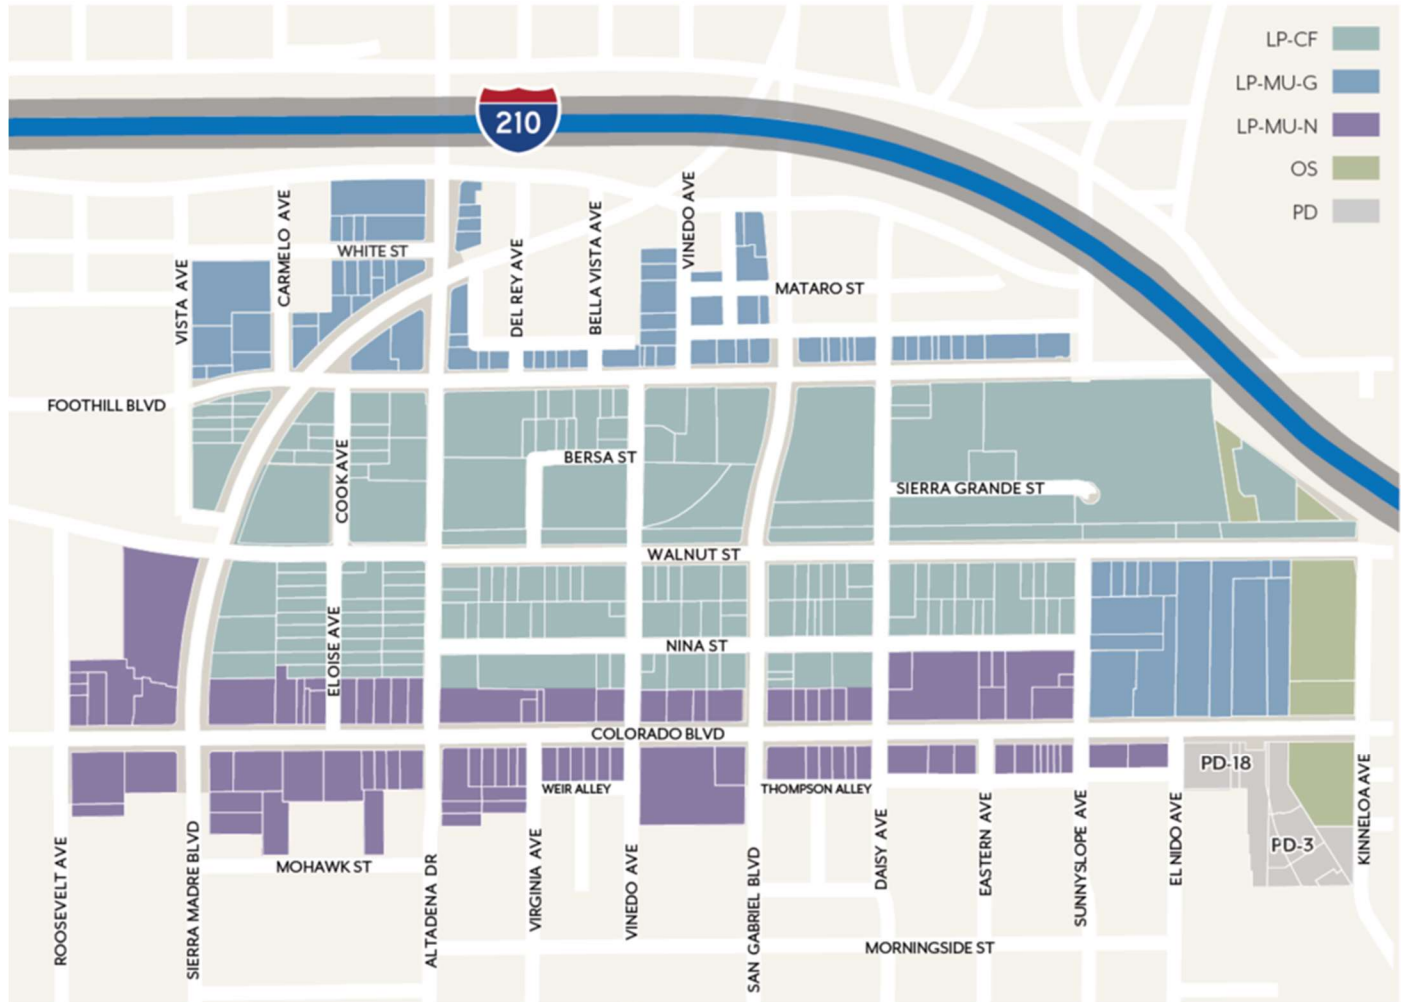 LP-CF
LP-MU-G
LP-MU-N
OS
PD
210
VISTA AVE
CARMELO AVE
WHITE ST
DEL REY AVE
BELLA VISTA AVE
VINEDO AVE
MATARO ST
FOOTHILL BLVD
COOK AVE
BERSA ST
SIERRA GRANDE ST
WALNUT ST
ELOISE AVE
NINA ST
COLORADO BLVD
WEIR ALLEY
THOMPSON ALLEY
PD-18
PD-3
KINNELOA AVE
ROOSEVELT AVE
SIERRA MADRE BLVD
MOHAWK ST
ALTADENA DR
VIRGINIA AVE
VINEDO AVE
SAN GABRIEL BLVD
DAISY AVE
EASTERN AVE
SUNNYSLOPE AVE
EL NIDO AVE
MORNINGSIDE ST